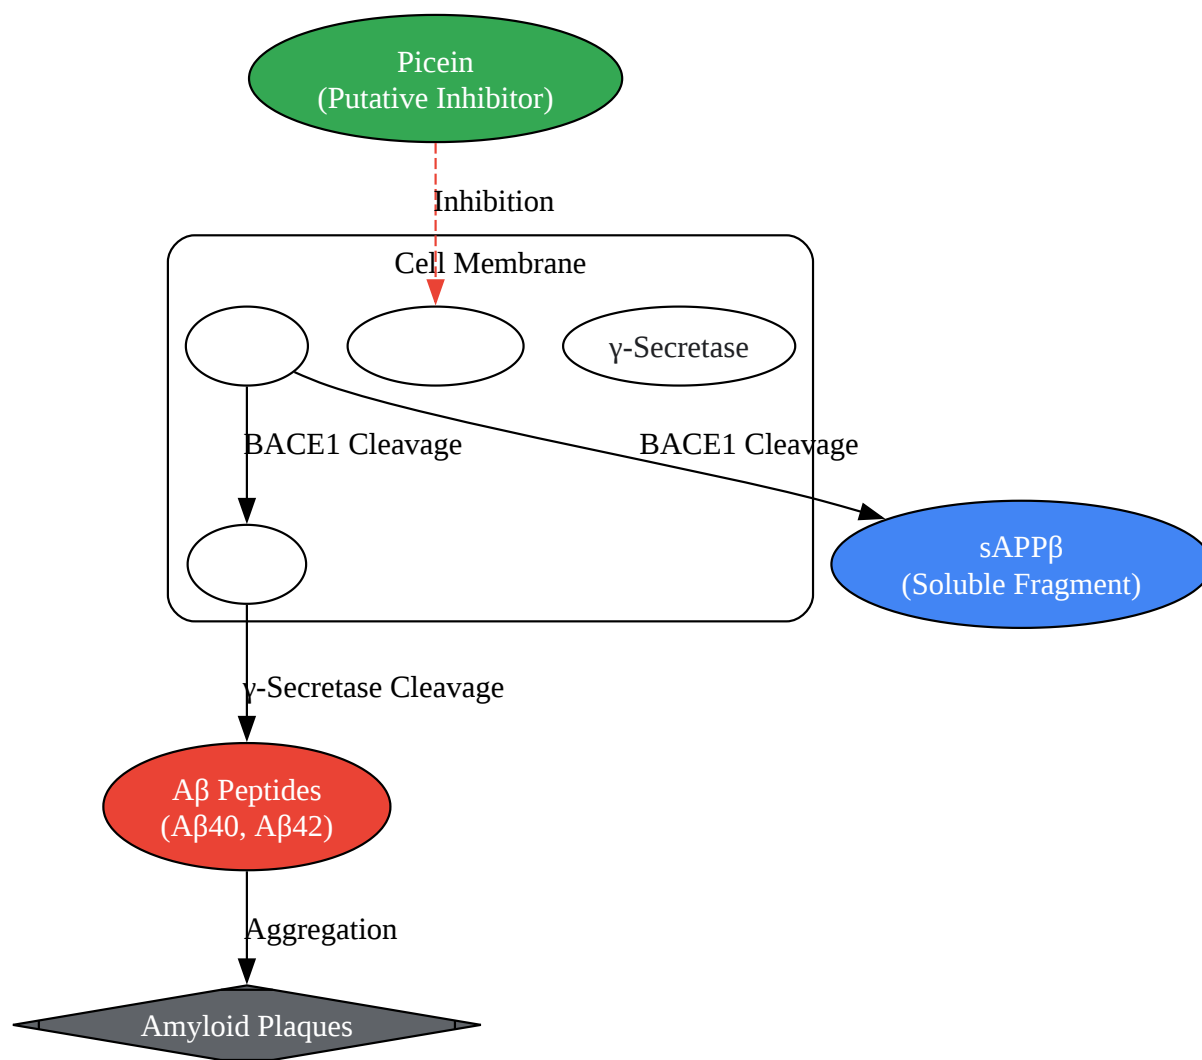 Picein
(Putative Inhibitor)
Inhibition
Cell Membrane
γ-Secretase
BACE1 Cleavage
BACE1 Cleavage
sAPPβ
(Soluble Fragment)
γ-Secretase Cleavage
Aβ Peptides
(Aβ40, Aβ42)
Aggregation
Amyloid Plaques